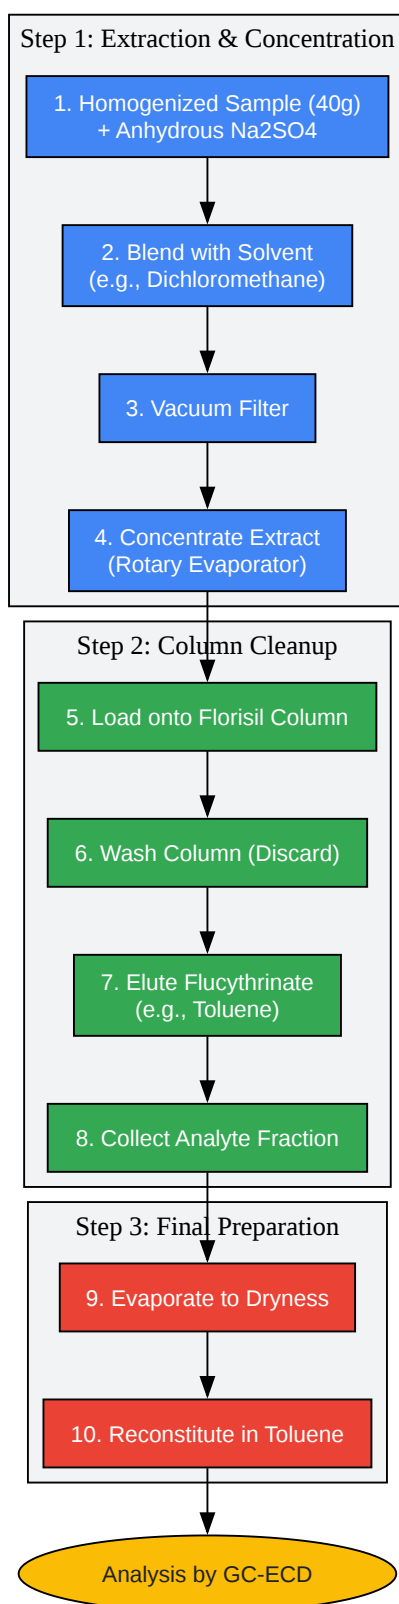 Step 1: Extraction & Concentration
1. Homogenized Sample (40g)
+ Anhydrous Na2SO4
2. Blend with Solvent
(e.g., Dichloromethane)
3. Vacuum Filter
4. Concentrate Extract
(Rotary Evaporator)
Step 2: Column Cleanup
5. Load onto Florisil Column
6. Wash Column (Discard)
7. Elute Flucythrinate
(e.g., Toluene)
8. Collect Analyte Fraction
Step 3: Final Preparation
9. Evaporate to Dryness
10. Reconstitute in Toluene
Analysis by GC-ECD